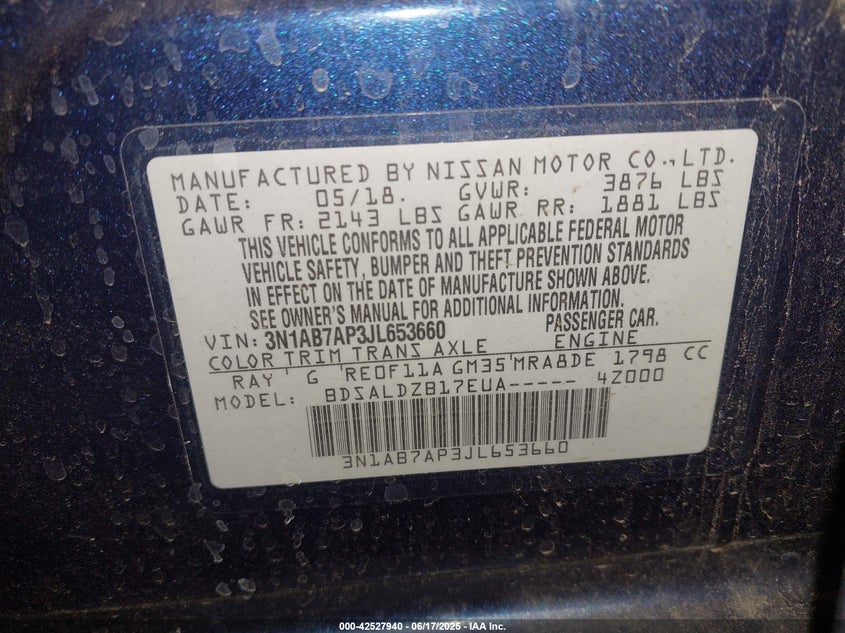 MANUFACTURED BY NISSAN MOTOR CO.,LTD.
DATE: 05/18. GVWR: 3876 LBS
GAWR FR: 2143 LBS GAWR RR: 1881 LBS
THIS VEHICLE CONFORMS TO ALL APPLICABLE FEDERAL MOTOR
VEHICLE SAFETY, BUMPER AND THEFT PREVENTION STANDARDS
IN EFFECT ON THE DATE OF MANUFACTURE SHOWN ABOVE.
SEE OWNER'S MANUAL FOR ADDITIONAL INFORMATION.
VIN: 3N1AB7AP3JL653660 PASSENGER CAR.
COLOR TRIM TRANS AXLE ENGINE
RAY G RE0F11A GM35 MRA8DE 1798 CC
MODEL: BDSALDZB17EUA----- 4Z000
3N1AB7AP3JL653660
000-42527940 - 06/17/2025 - IAA Inc.